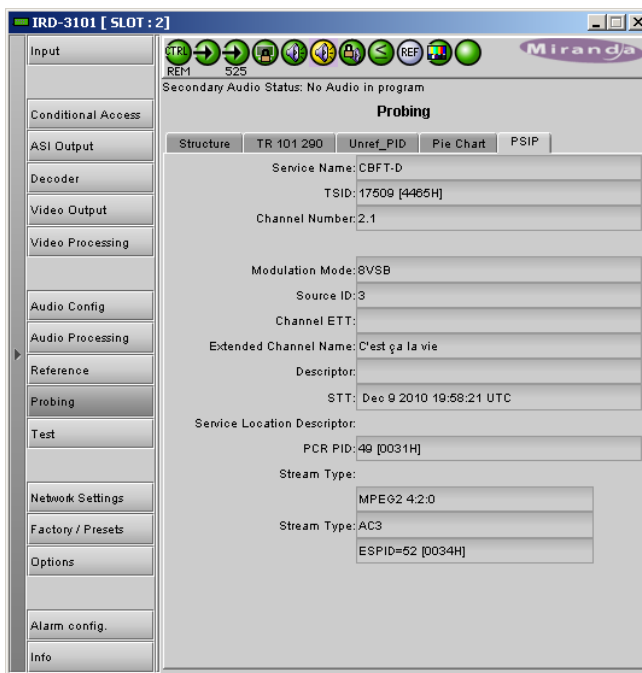 IRD-3101 [ SLOT : 2]
Input
Conditional Access
ASI Output
Decoder
Video Output
Video Processing
Audio Config
Audio Processing
Reference
Probing
Test
Network Settings
Factory / Presets
Options
Alarm config.
Info
CTRL REF Miranda
REM 525
Secondary Audio Status: No Audio in program
Probing
Structure TR 101 290 Unref_PID Pie Chart PSIP
Service Name: CBFT-D
TSID: 17509 [4465H]
Channel Number: 2.1
Modulation Mode: 8VSB
Source ID: 3
Channel ETT:
Extended Channel Name: C'est ça la vie
Descriptor:
STT: Dec 9 2010 19:58:21 UTC
Service Location Descriptor:
PCR PID: 49 [0031H]
Stream Type:
MPEG2 4:2:0
Stream Type: AC3
ESPID=52 [0034H]